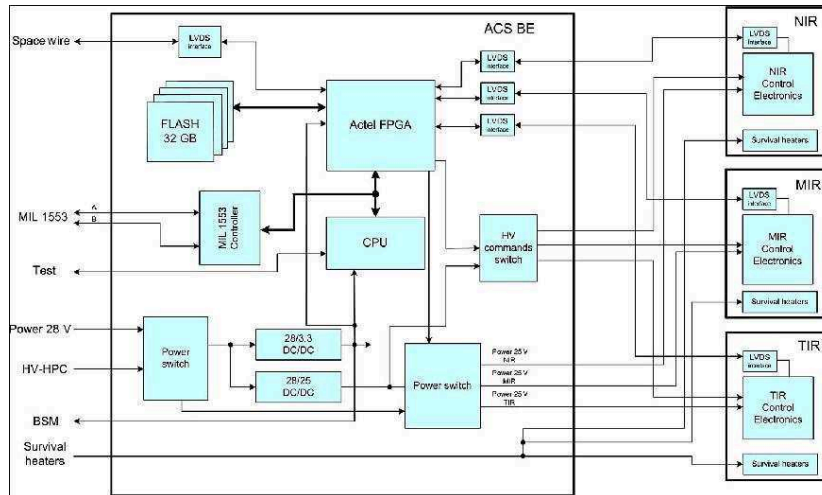 ACS BE
NIR
Space wire
LVDS
interface
LVDS
interface
LVDS
interface
LVDS
interface
LVDS
interface
FLASH
32 GB
Actel FPGA
NIR
Control
Electronics
Survival heaters
MIR
MIL 1553
A
B
MIL 1553
Controller
CPU
HV
commands
switch
LVDS
interface
MIR
Control
Electronics
Test
Survival heaters
Power 28 V
HV-HPC
Power
switch
28/3.3
DC/DC
28/25
DC/DC
Power switch
Power 25 V
NIR
Power 25 V
MIR
Power 25 V
TIR
TIR
LVDS
interface
TIR
Control
Electronics
BSM
Survival
heaters
Survival heaters